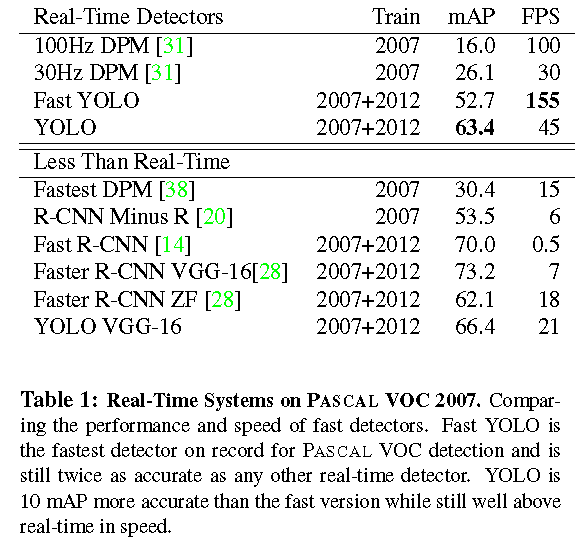 Real-Time Detectors Train mAP FPS
100Hz DPM [31] 2007 16.0 100
30Hz DPM [31] 2007 26.1 30
Fast YOLO 2007+2012 52.7 155
YOLO 2007+2012 63.4 45
Less Than Real-Time
Fastest DPM [38] 2007 30.4 15
R-CNN Minus R [20] 2007 53.5 6
Fast R-CNN [14] 2007+2012 70.0 0.5
Faster R-CNN VGG-16[28] 2007+2012 73.2 7
Faster R-CNN ZF [28] 2007+2012 62.1 18
YOLO VGG-16 2007+2012 66.4 21
Table 1: Real-Time Systems on PASCAL VOC 2007. Compar-
ing the performance and speed of fast detectors. Fast YOLO is
the fastest detector on record for PASCAL VOC detection and is
still twice as accurate as any other real-time detector. YOLO is
10 mAP more accurate than the fast version while still well above
real-time in speed.